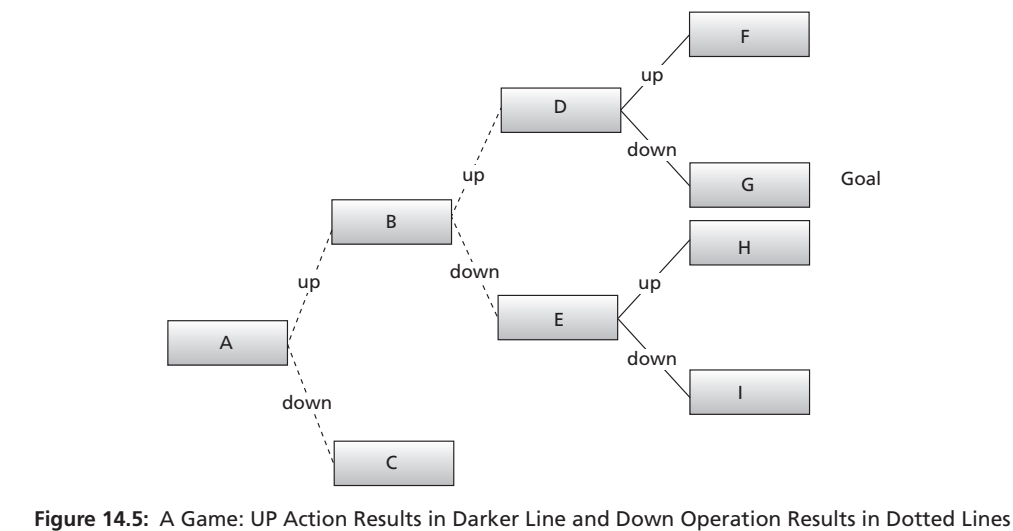 F
up
D
down
up
G
Goal
B
H
down
up
up
E
A
down
down
I
C
Figure 14.5: A Game: UP Action Results in Darker Line and Down Operation Results in Dotted Lines